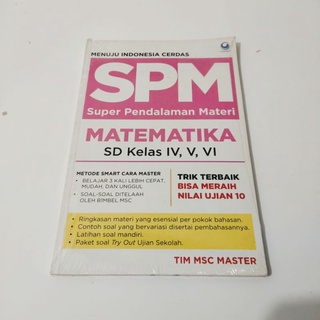 MENUJU INDONESIA CERDAS
SPM
Super Pendalaman Materi
MATEMATIKA
SD Kelas IV, V, VI
METODE SMART CARA MASTER
• BELAJAR 3 KALI LEBIH CEPAT,
MUDAH, DAN UNGGUL
• SOAL-SOAL DITELAAH
OLEH BIMBEL MSC
TRIK TERBAIK
BISA MERAIH
NILAI UJIAN 10
• Ringkasan materi yang esensial per pokok bahasan.
• Contoh soal yang bervariasi disertai pembahasannya.
• Latihan soal mandiri.
• Paket soal Try Out Ujian Sekolah.
TIM MSC MASTER